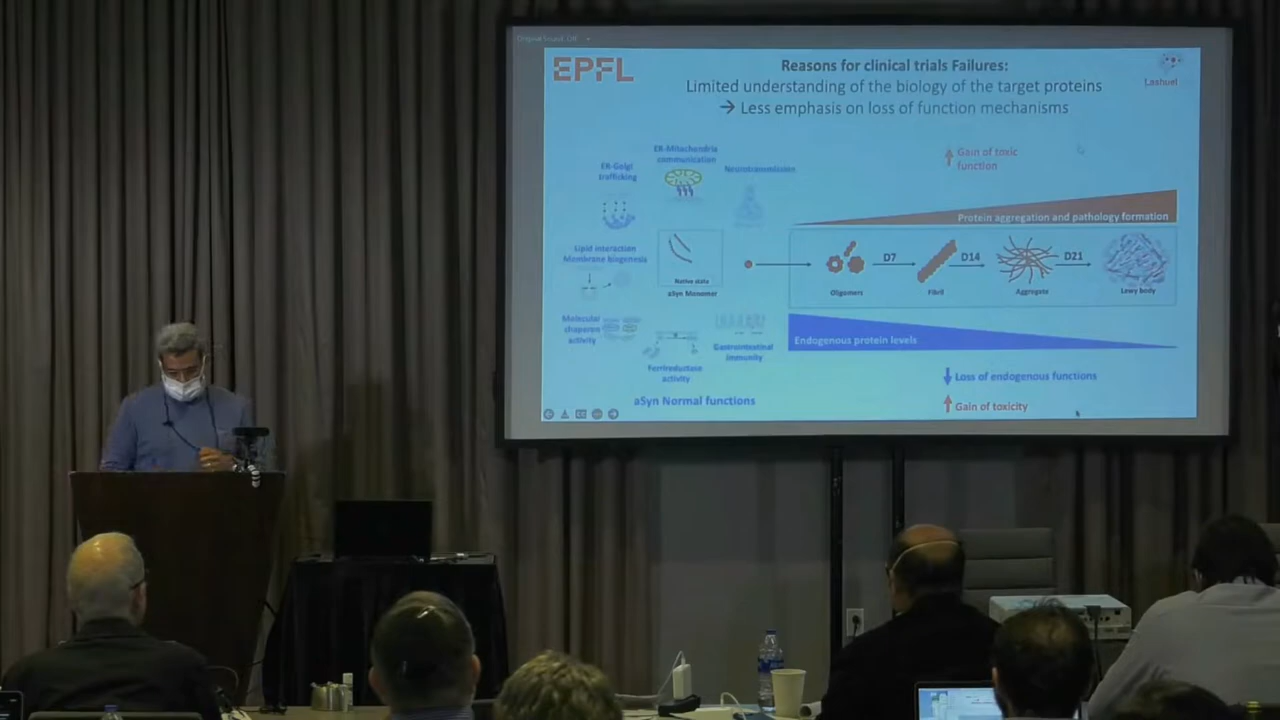 Original Sound: Off
EPFL
Reasons for clinical trials Failures:
Limited understanding of the biology of the target proteins
→ Less emphasis on loss of function mechanisms
Lashuel
ER-Mitochondria
communication
ER-Golgi
trafficking
Neurotransmission
Gain of toxic
function
Protein aggregation and pathology formation
Lipid interaction
Membrane biogenesis
Native state
aSyn Monomer
D7
D14
D21
Oligomers
Fibril
Aggregate
Lewy body
Molecular
chaperone
activity
Ferrireductase
activity
Gastrointestinal
immunity
Endogenous protein levels
Loss of endogenous functions
Gain of toxicity
aSyn Normal functions